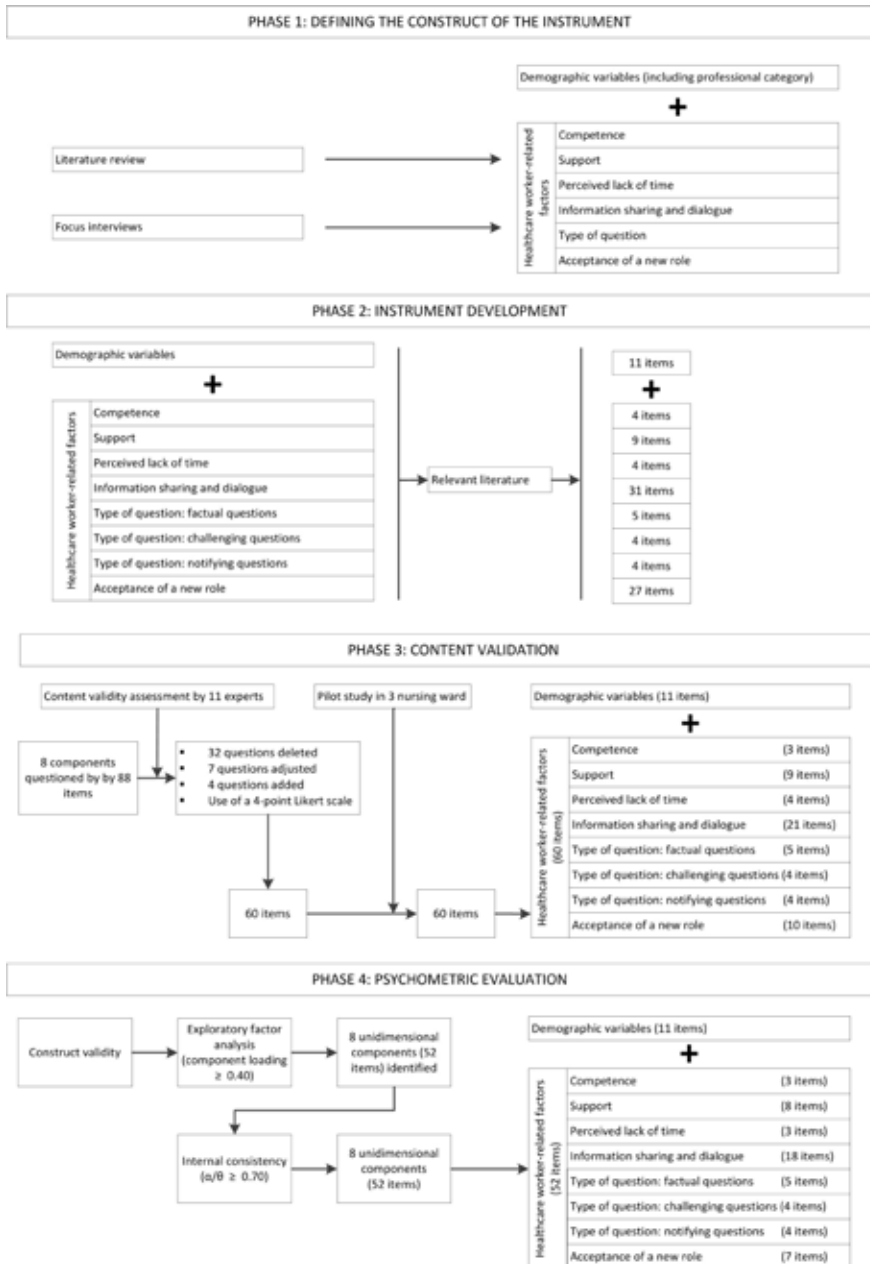 PHASE 1: DEFINING THE CONSTRUCT OF THE INSTRUMENT
Demographic variables (including professional category)
+
Literature review
Focus interviews
Healthcare worker-related
factors
Competence
Support
Perceived lack of time
Information sharing and dialogue
Type of question
Acceptance of a new role
PHASE 2: INSTRUMENT DEVELOPMENT
Demographic variables
+
Healthcare worker-related factors
Competence
Support
Perceived lack of time
Information sharing and dialogue
Type of question: factual questions
Type of question: challenging questions
Type of question: notifying questions
Acceptance of a new role
Relevant literature
11 items
+
4 items
9 items
4 items
31 items
5 items
4 items
4 items
27 items
PHASE 3: CONTENT VALIDATION
Content validity assessment by 11 experts
Pilot study in 3 nursing ward
8 components
questioned by by 88
items
▪ 32 questions deleted
▪ 7 questions adjusted
▪ 4 questions added
▪ Use of a 4-point Likert scale
60 items
60 items
Demographic variables (11 items)
+
Healthcare worker-related factors
(60 items)
Competence (3 items)
Support (9 items)
Perceived lack of time (4 items)
Information sharing and dialogue (21 items)
Type of question: factual questions (5 items)
Type of question: challenging questions (4 items)
Type of question: notifying questions (4 items)
Acceptance of a new role (10 items)
PHASE 4: PSYCHOMETRIC EVALUATION
Construct validity
Exploratory factor
analysis
(component loading
≥ 0.40)
8 unidimensional
components (52
items) identified
Internal consistency
(α/θ ≥ 0.70)
8 unidimensional
components
(52 items)
Demographic variables (11 items)
+
Healthcare worker-related factors
(52 items)
Competence (3 items)
Support (8 items)
Perceived lack of time (3 items)
Information sharing and dialogue (18 items)
Type of question: factual questions (5 items)
Type of question: challenging questions (4 items)
Type of question: notifying questions (4 items)
Acceptance of a new role (7 items)